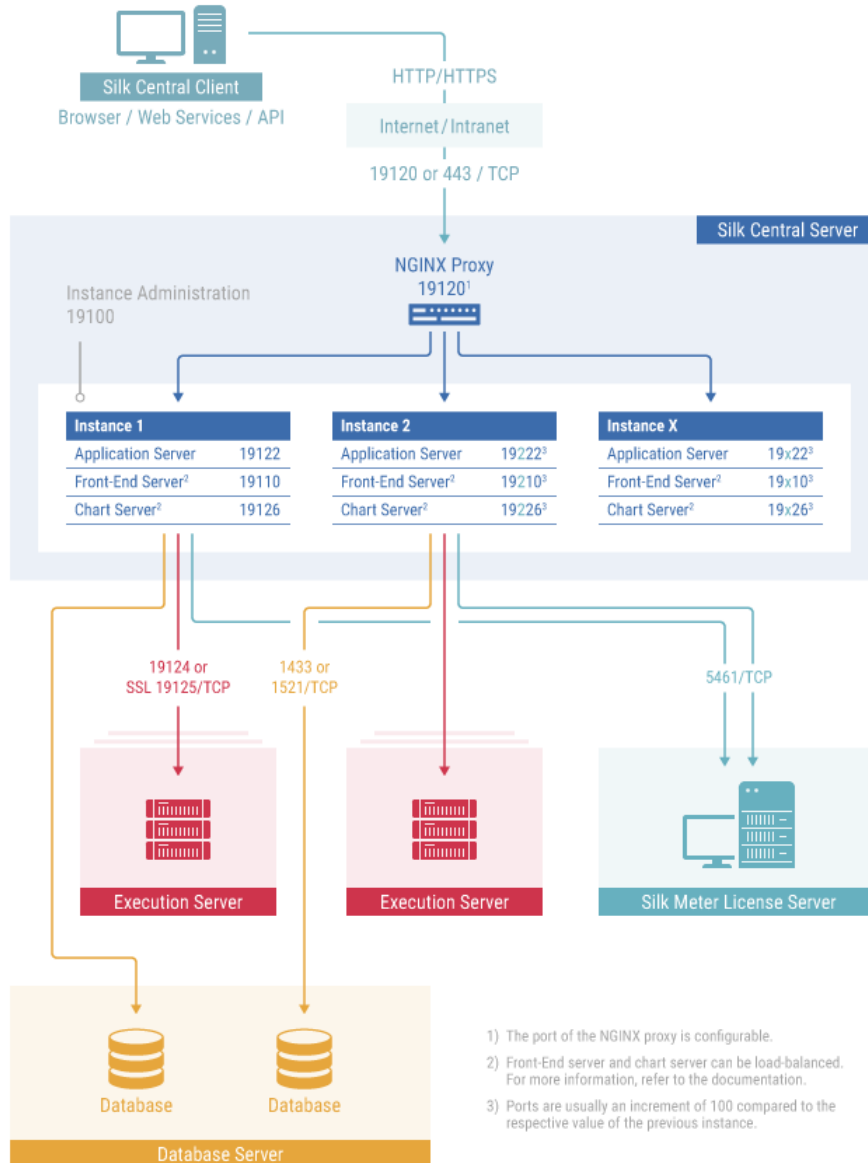 Silk Central Client
Browser / Web Services / API
HTTP/HTTPS
Internet/Intranet
19120 or 443 / TCP
Silk Central Server
NGINX Proxy
19120¹
Instance Administration
19100
Instance 1
Application Server 19122
Front-End Server² 19110
Chart Server² 19126
Instance 2
Application Server 19222³
Front-End Server² 19210³
Chart Server² 19226³
Instance X
Application Server 19x22³
Front-End Server² 19x10³
Chart Server² 19x26³
19124 or
SSL 19125/TCP
1433 or
1521/TCP
5461/TCP
Execution Server
Execution Server
Silk Meter License Server
Database
Database
Database Server
1) The port of the NGINX proxy is configurable.
2) Front-End server and chart server can be load-balanced.
For more information, refer to the documentation.
3) Ports are usually an increment of 100 compared to the
respective value of the previous instance.